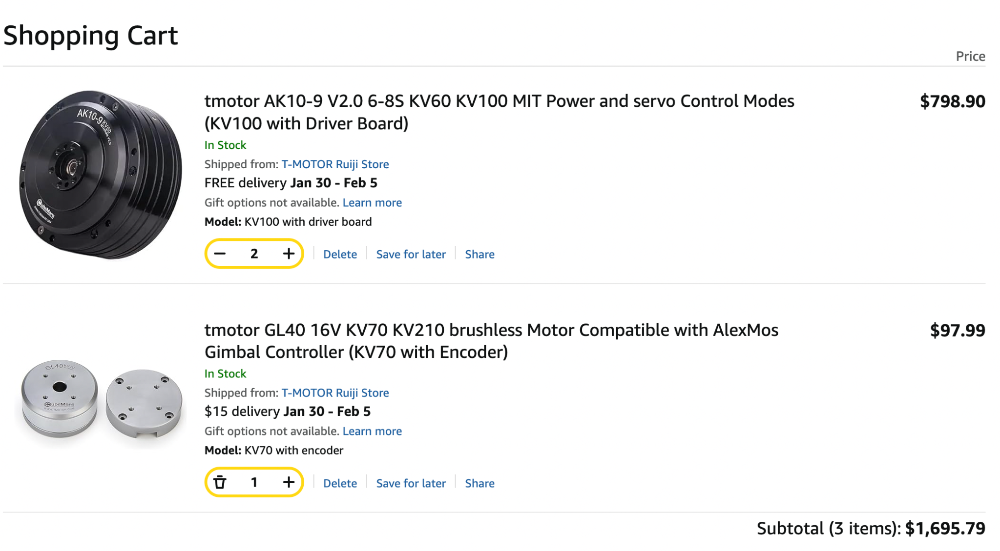 Shopping Cart
Price
AK10-9 KV60
V2.0
CubeMars
tmotor AK10-9 V2.0 6-8S KV60 KV100 MIT Power and servo Control Modes
(KV100 with Driver Board)
$798.90
In Stock
Shipped from: T-MOTOR Ruiji Store
FREE delivery Jan 30 - Feb 5
Gift options not available. Learn more
Model: KV100 with driver board
2
Delete
Save for later
Share
GL40 KV70
CubeMars
WWW.TMOTOR.COM
tmotor GL40 16V KV70 KV210 brushless Motor Compatible with AlexMos
Gimbal Controller (KV70 with Encoder)
$97.99
In Stock
Shipped from: T-MOTOR Ruiji Store
$15 delivery Jan 30 - Feb 5
Gift options not available. Learn more
Model: KV70 with encoder
1
Delete
Save for later
Share
Subtotal (3 items): $1,695.79